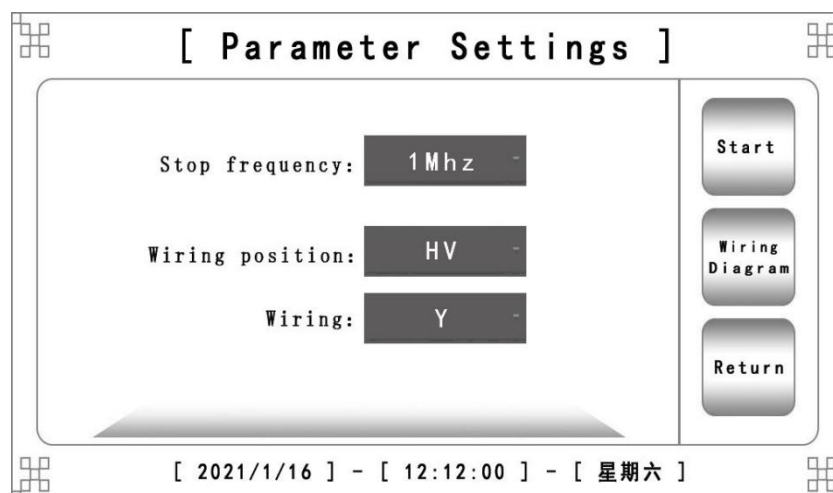 [ Parameter Settings ]
Stop frequency: 1Mhz
Wiring position: HV
Wiring: Y
Start
Wiring
Diagram
Return
[ 2021/1/16 ] - [ 12:12:00 ] - [ 星期六 ]